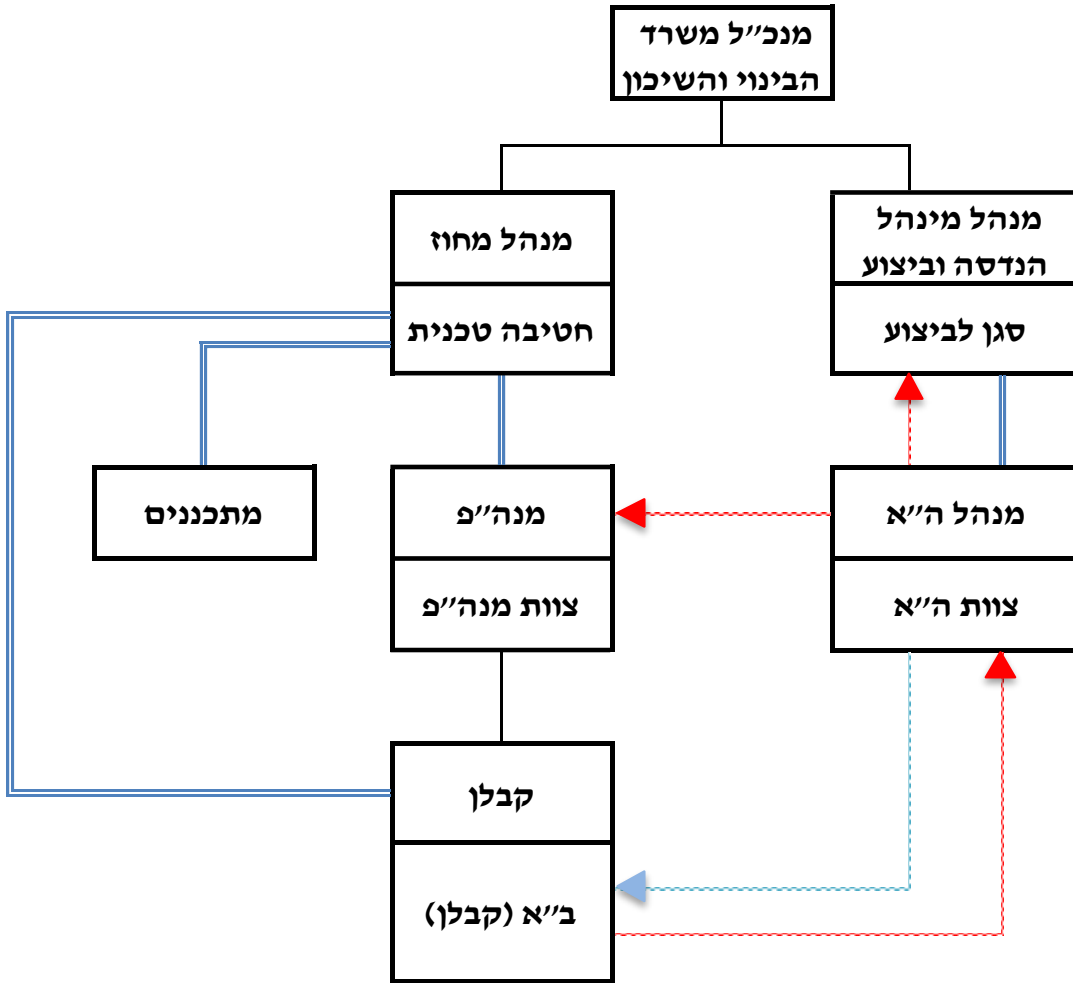 מנכ״ל משרד
הבינוי והשיכון
מנהל מינהל
הנדסה וביצוע
סגן לביצוע
מנהל מחוז
חטיבה טכנית
מנהל ה״א
צוות ה״א
מנה״פ
צוות מנה״פ
מתכננים
קבלן
ב״א (קבלן)